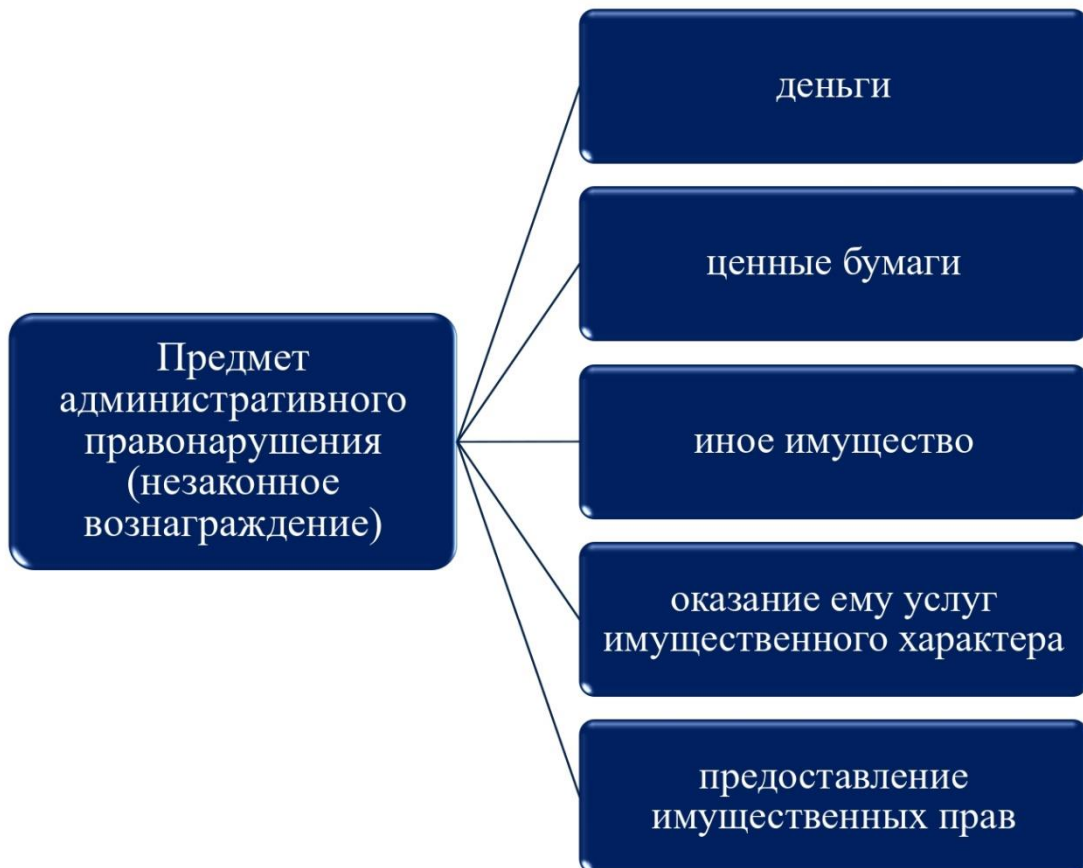 Предмет
административного
правонарушения
(незаконное
вознаграждение)
деньги
ценные бумаги
иное имущество
оказание ему услуг
имущественного характера
предоставление
имущественных прав